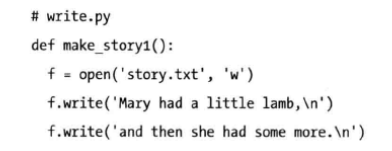 # write.py
def make_story1():
f = open('story.txt', 'w')
f.write('Mary had a little lamb,\n')
f.write('and then she had some more.\n')